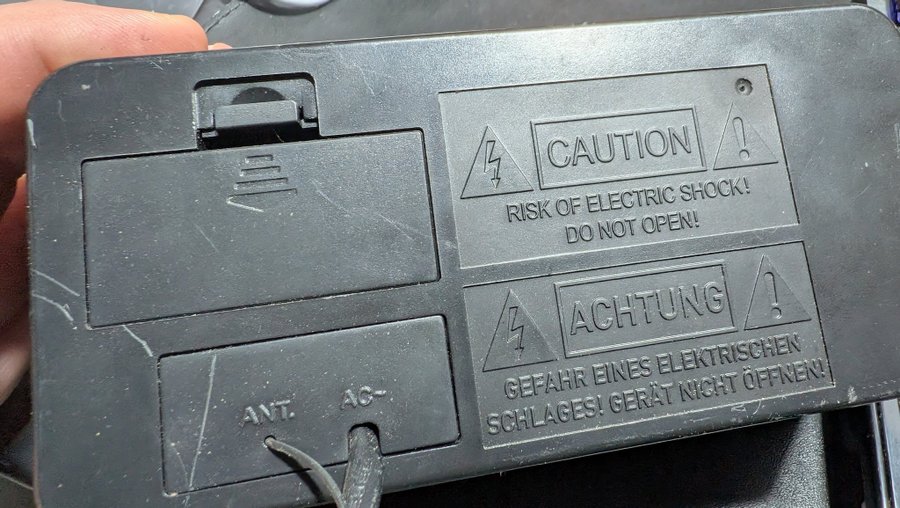 CAUTION
RISK OF ELECTRIC SHOCK!
DO NOT OPEN!
ACHTUNG
GEFAHR EINES ELEKTRISCHEN
SCHLAGES! GERÄT NICHT ÖFFNEN!
ANT.
AC~